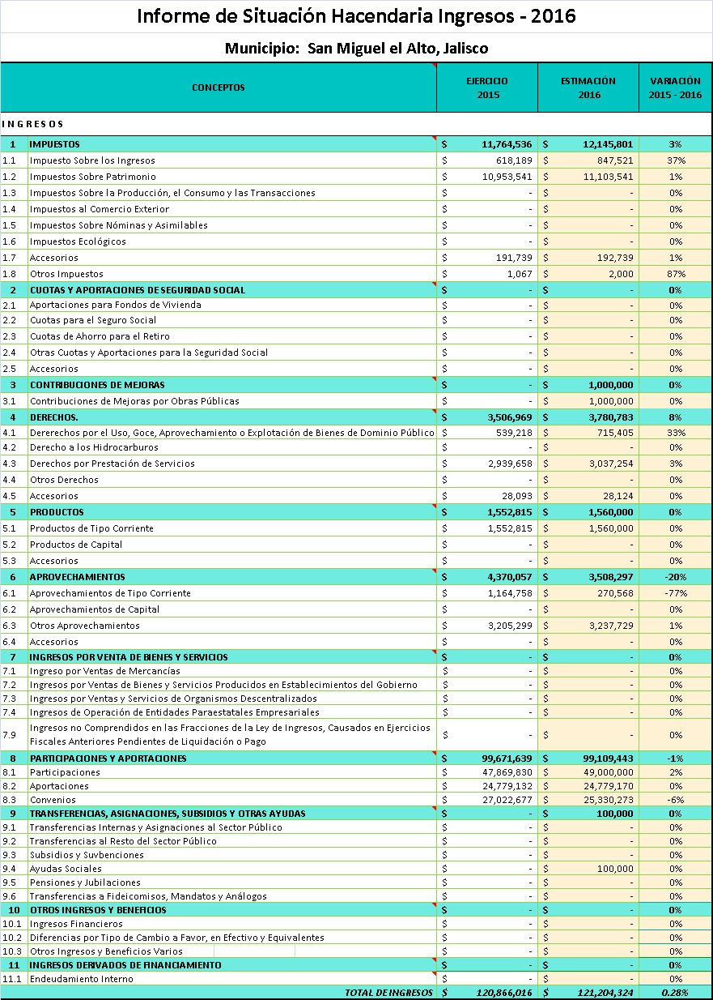 Informe de Situación Hacendaria Ingresos - 2016
Municipio: San Miguel el Alto, Jalisco
CONCEPTOS EJERCICIO 2015 ESTIMACIÓN 2016 VARIACIÓN 2015 - 2016
I N G R E S O S
1 IMPUESTOS $ 11,764,536 $ 12,145,801 3%
1.1 Impuesto Sobre los Ingresos $ 618,189 $ 847,521 37%
1.2 Impuestos Sobre Patrimonio $ 10,953,541 $ 11,103,541 1%
1.3 Impuestos Sobre la Producción, el Consumo y las Transacciones $ - $ - 0%
1.4 Impuestos al Comercio Exterior $ - $ - 0%
1.5 Impuestos Sobre Nóminas y Asimilables $ - $ - 0%
1.6 Impuestos Ecológicos $ - $ - 0%
1.7 Accesorios $ 191,739 $ 192,739 1%
1.8 Otros Impuestos $ 1,067 $ 2,000 87%
2 CUOTAS Y APORTACIONES DE SEGURIDAD SOCIAL $ - $ - 0%
2.1 Aportaciones para Fondos de Vivienda $ - $ - 0%
2.2 Cuotas para el Seguro Social $ - $ - 0%
2.3 Cuotas de Ahorro para el Retiro $ - $ - 0%
2.4 Otras Cuotas y Aportaciones para la Seguridad Social $ - $ - 0%
2.5 Accesorios $ - $ - 0%
3 CONTRIBUCIONES DE MEJORAS $ - $ 1,000,000 0%
3.1 Contribuciones de Mejoras por Obras Públicas $ - $ 1,000,000 0%
4 DERECHOS. $ 3,506,969 $ 3,780,783 8%
4.1 Dererechos por el Uso, Goce, Aprovechamiento o Explotación de Bienes de Dominio Público $ 539,218 $ 715,405 33%
4.2 Derecho a los Hidrocarburos $ - $ - 0%
4.3 Derechos por Prestación de Servicios $ 2,939,658 $ 3,037,254 3%
4.4 Otros Derechos $ - $ - 0%
4.5 Accesorios $ 28,093 $ 28,124 0%
5 PRODUCTOS $ 1,552,815 $ 1,560,000 0%
5.1 Productos de Tipo Corriente $ 1,552,815 $ 1,560,000 0%
5.2 Productos de Capital $ - $ - 0%
5.3 Accesorios $ - $ - 0%
6 APROVECHAMIENTOS $ 4,370,057 $ 3,508,297 -20%
6.1 Aprovechamientos de Tipo Corriente $ 1,164,758 $ 270,568 -77%
6.2 Aprovechamientos de Capital $ - $ - 0%
6.3 Otros Aprovechamientos $ 3,205,299 $ 3,237,729 1%
6.4 Accesorios $ - $ - 0%
7 INGRESOS POR VENTA DE BIENES Y SERVICIOS $ - $ - 0%
7.1 Ingreso por Ventas de Mercancías $ - $ - 0%
7.2 Ingresos por Ventas de Bienes y Servicios Producidos en Establecimientos del Gobierno $ - $ - 0%
7.3 Ingresos por Ventas y Servicios de Organismos Descentralizados $ - $ - 0%
7.4 Ingresos de Operación de Entidades Paraestatales Empresariales $ - $ - 0%
7.9 Ingresos no Comprendidos en las Fracciones de la Ley de Ingresos, Causados en Ejercicios
Fiscales Anteriores Pendientes de Liquidación o Pago $ - $ - 0%
8 PARTICIPACIONES Y APORTACIONES $ 99,671,639 $ 99,109,443 -1%
8.1 Participaciones $ 47,869,830 $ 49,000,000 2%
8.2 Aportaciones $ 24,779,132 $ 24,779,170 0%
8.3 Convenios $ 27,022,677 $ 25,330,273 -6%
9 TRANSFERENCIAS, ASIGNACIONES, SUBSIDIOS Y OTRAS AYUDAS $ - $ 100,000 0%
9.1 Transferencias Internas y Asignaciones al Sector Público $ - $ - 0%
9.2 Transferencias al Resto del Sector Público $ - $ - 0%
9.3 Subsidios y Suvbenciones $ - $ - 0%
9.4 Ayudas Sociales $ - $ 100,000 0%
9.5 Pensiones y Jubilaciones $ - $ - 0%
9.6 Transferencias a Fideicomisos, Mandatos y Análogos $ - $ - 0%
10 OTROS INGRESOS Y BENEFICIOS $ - $ - 0%
10.1 Ingresos Financieros $ - $ - 0%
10.2 Diferencias por Tipo de Cambio a Favor, en Efectivo y Equivalentes $ - $ - 0%
10.3 Otros Ingresos y Beneficios Varios $ - $ - 0%
11 INGRESOS DERIVADOS DE FINANCIAMIENTO $ - $ - 0%
11.1 Endeudamiento Interno $ - $ - 0%
TOTAL DE INGRESOS $ 120,866,016 $ 121,204,324 0.28%